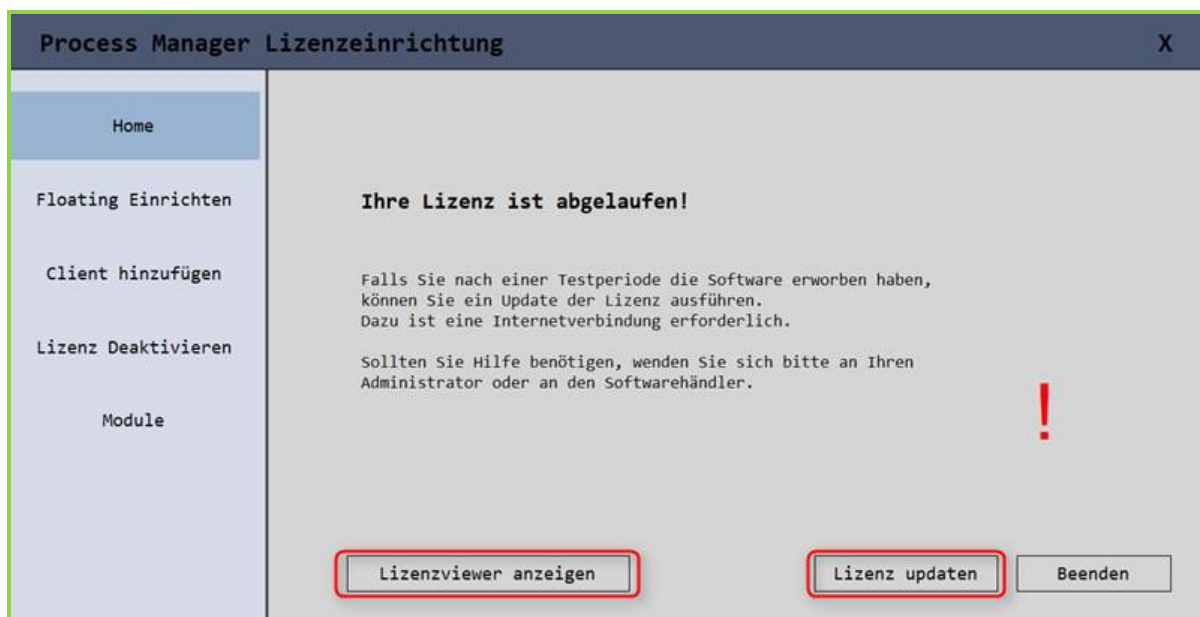 Process Manager Lizenzeinrichtung X
Home
Floating Einrichten
Client hinzufügen
Lizenz Deaktivieren
Module
Ihre Lizenz ist abgelaufen!
Falls Sie nach einer Testperiode die Software erworben haben,
können Sie ein Update der Lizenz ausführen.
Dazu ist eine Internetverbindung erforderlich.
Sollten Sie Hilfe benötigen, wenden Sie sich bitte an Ihren
Administrator oder an den Softwarehändler.
!
Lizenzviewer anzeigen Lizenz updaten Beenden